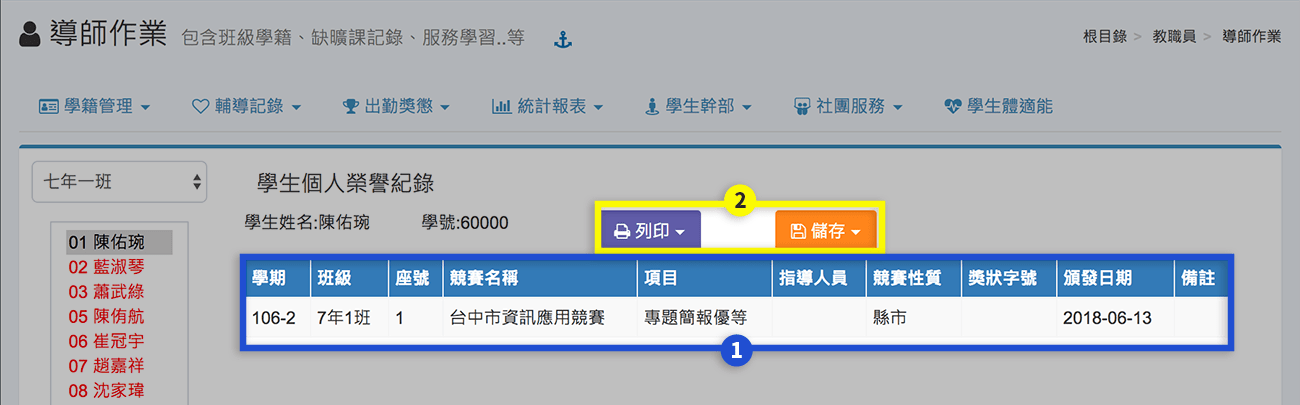 導師作業 包含班級學籍、缺曠課記錄、服務學習..等
根目錄 > 教職員 > 導師作業
學籍管理 輔導記錄 出勤獎懲 統計報表 學生幹部 社團服務 學生體適能
七年一班
學生個人榮譽紀錄
2
學生姓名:陳佑琬 學號:60000
列印 儲存
01 陳佑琬
02 藍淑琴
03 蕭武綠
05 陳侑航
06 崔冠宇
07 趙嘉祥
08 沈家瑋
學期 班級 座號 競賽名稱 項目 指導人員 競賽性質 獎狀字號 頒發日期 備註
106-2 7年1班 1 台中市資訊應用競賽 專題簡報優等 縣市 2018-06-13
1